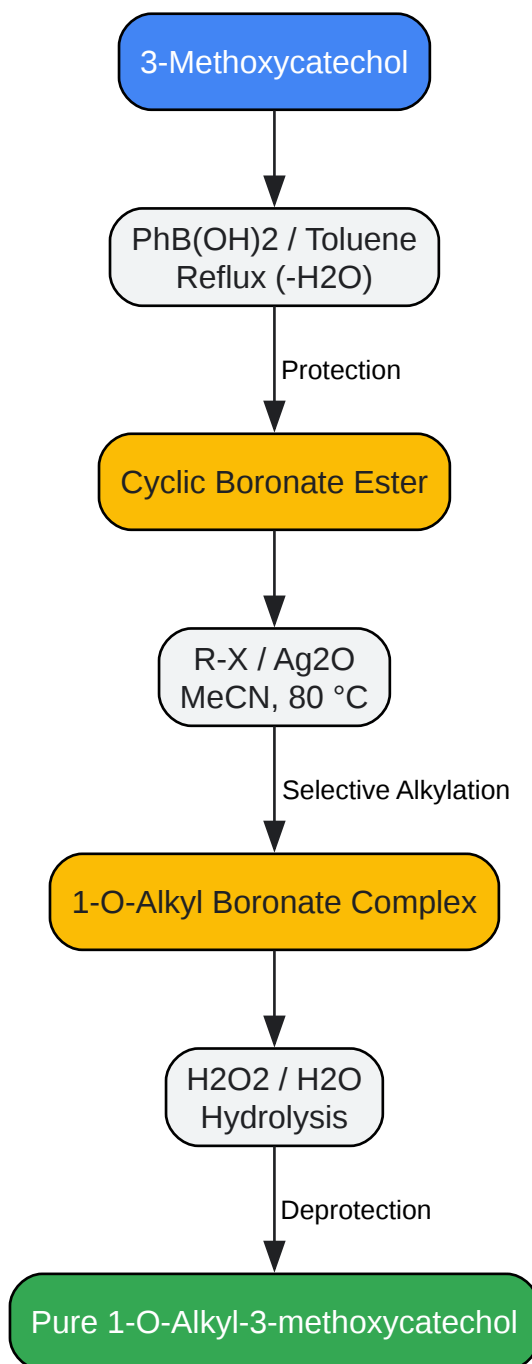 3-Methoxycatechol
PhB(OH)2 / Toluene
Reflux (-H2O)
Protection
Cyclic Boronate Ester
R-X / Ag2O
MeCN, 80 °C
Selective Alkylation
1-O-Alkyl Boronate Complex
H2O2 / H2O
Hydrolysis
Deprotection
Pure 1-O-Alkyl-3-methoxycatechol